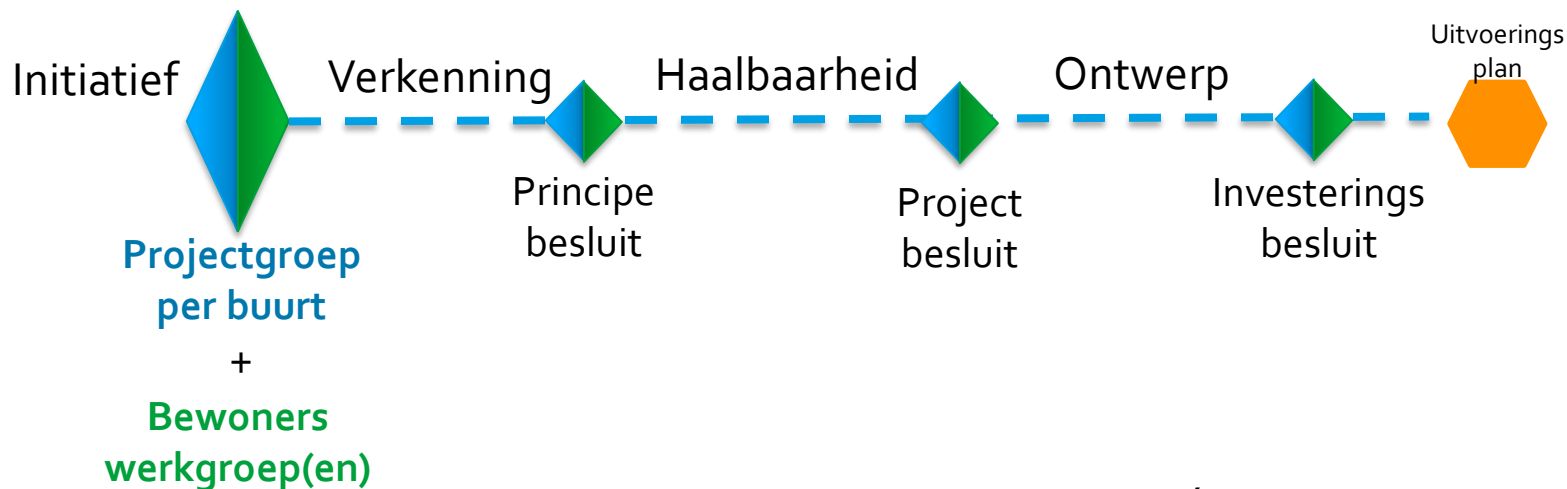 Initiatief
Verkenning
Haalbaarheid
Ontwerp
Uitvoerings
plan
Principe
besluit
Project
besluit
Investerings
besluit
Projectgroep
per buurt
+
Bewoners
werkgroep(en)